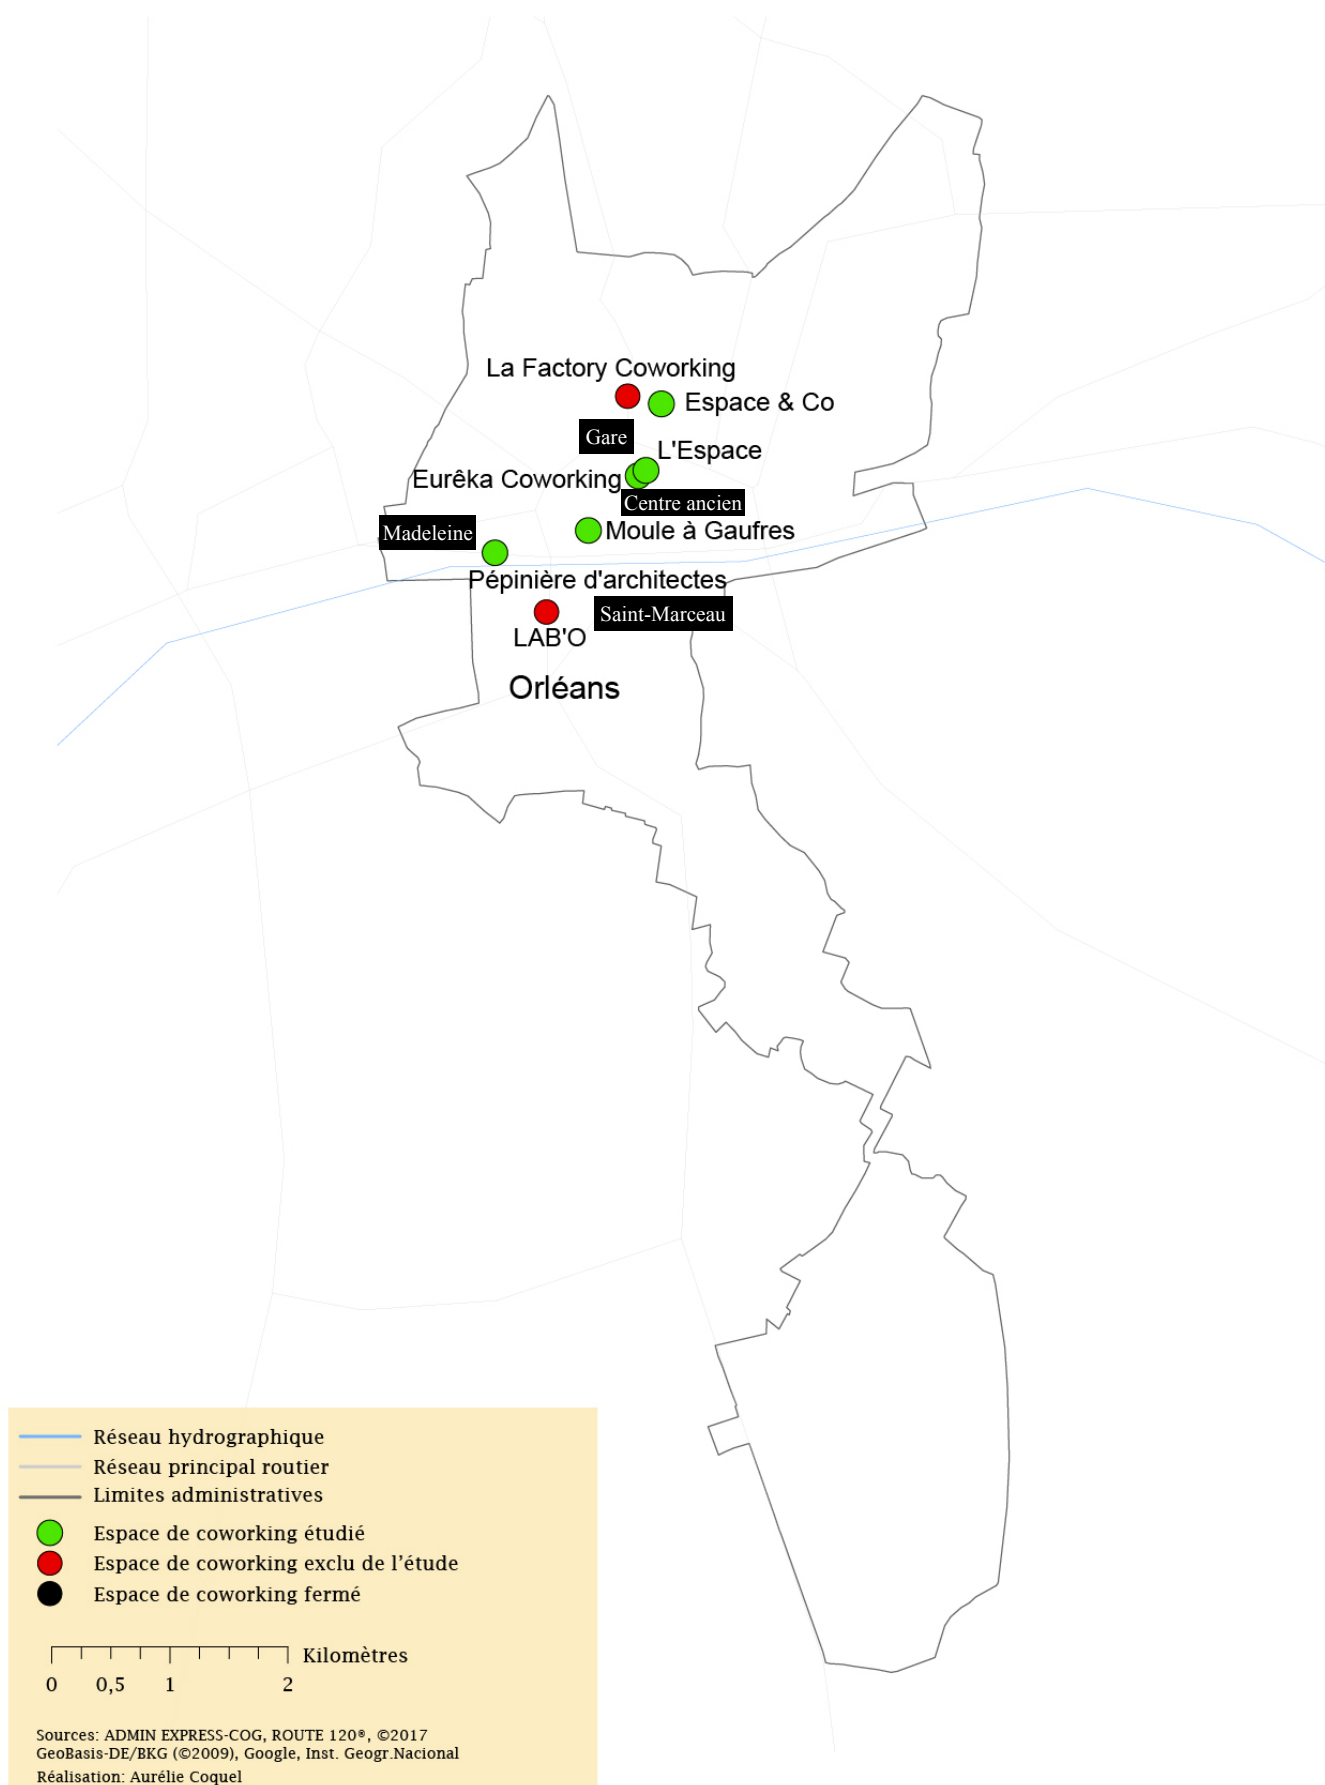 La Factory Coworking
Espace & Co
Gare
L'Espace
Eurêka Coworking
Centre ancien
Moule à Gaufres
Madeleine
Pépinière d'architectes
Saint-Marceau
LAB'O
Orléans
Réseau hydrographique
Réseau principal routier
Limites administratives
Espace de coworking étudié
Espace de coworking exclu de l'étude
Espace de coworking fermé
Kilomètres
0 0,5 1 2
Sources: ADMIN EXPRESS-COG, ROUTE 120®, ©2017
GeoBasis-DE/BKG (©2009), Google, Inst. Geogr.Nacional
Réalisation: Aurélie Coquel